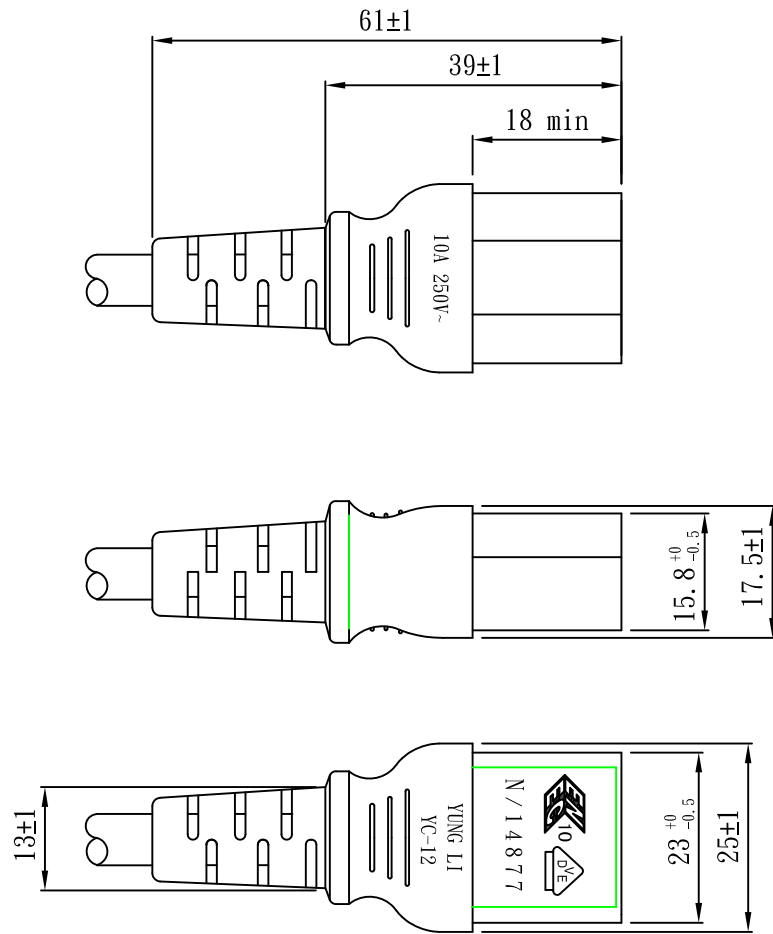 61±1
39±1
18 min
10A 250V~
15.8 +0 -0.5
17.5±1
13±1
YUNG LI
YC-12
N/14877
10
VDE
23 +0 -0.5
25±1